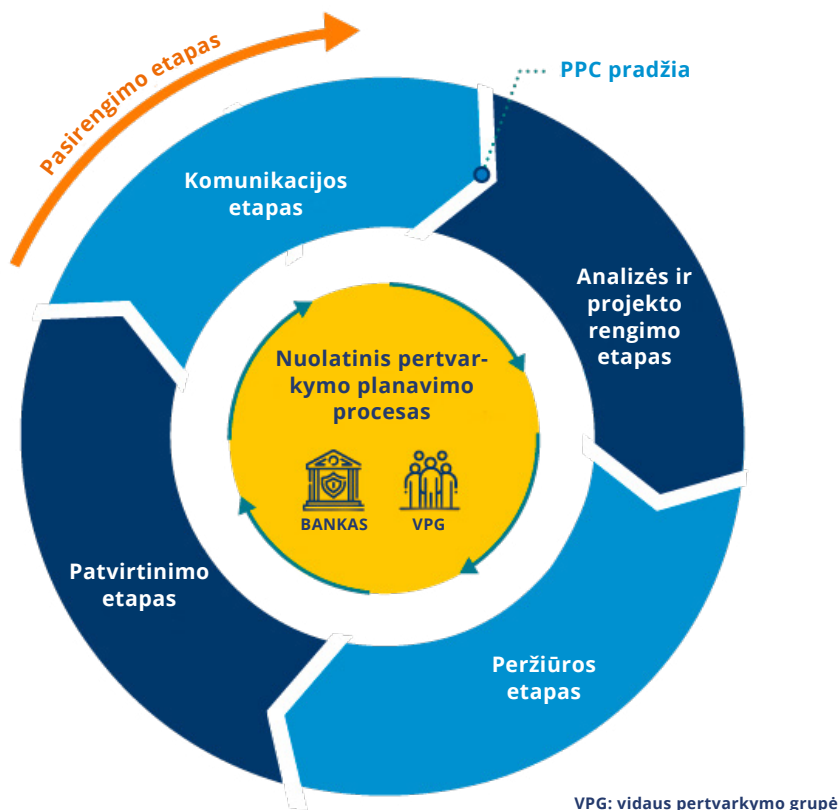 Pasirengimo etapas
PPC pradžia
Komunikacijos
etapas
Analizės ir
projekto
rengimo
etapas
Nuolatinis pertvar-
kymo planavimo
procesas
BANKAS
VPG
Patvirtinimo
etapas
Peržiūros
etapas
VPG: vidaus pertvarkymo grupė